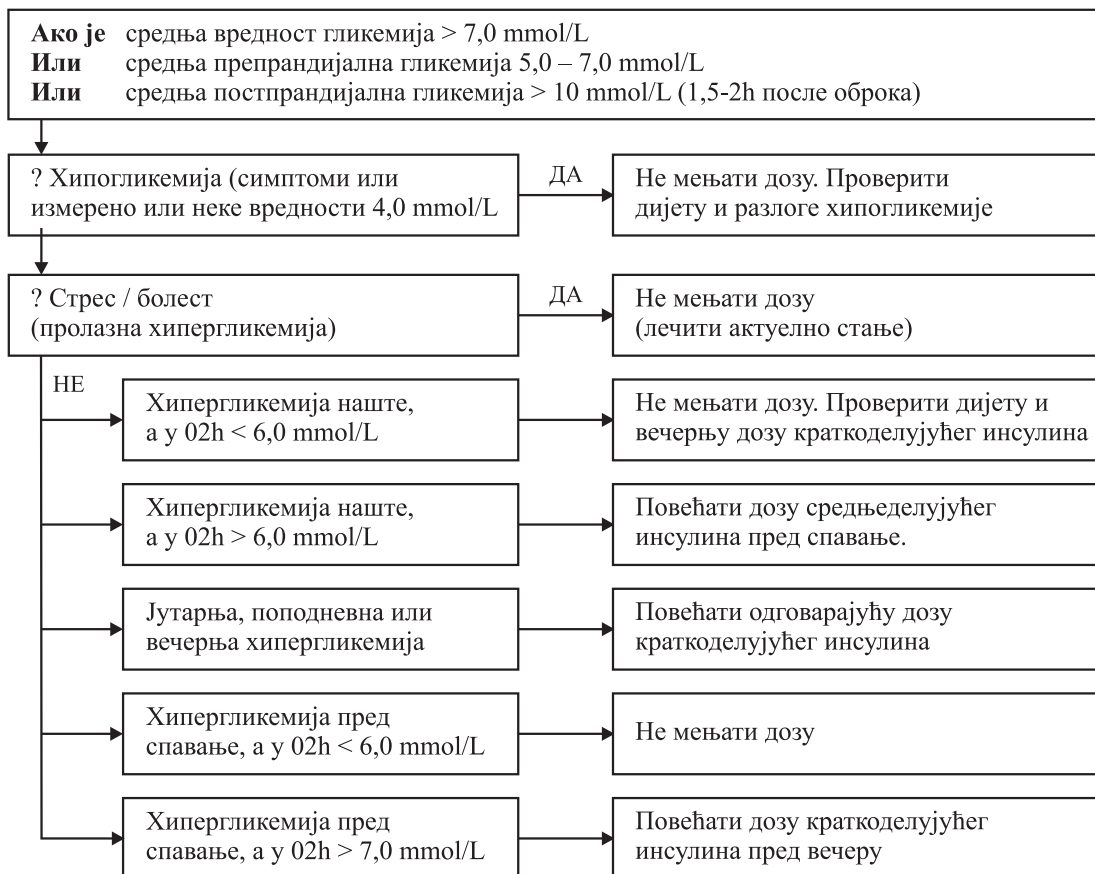 Ако је средња вредност гликемија > 7,0 mmol/L
Или средња препрандијална гликемија 5,0 – 7,0 mmol/L
Или средња постпрандијална гликемија > 10 mmol/L (1,5-2h после оброка)
? Хипогликемија (симптоми или
измерено или неке вредности 4,0 mmol/L
ДА
Не мењати дозу. Проверити
дијету и разлоге хипогликемије
? Стрес / болест
(пролазна хипергликемија)
ДА
Не мењати дозу
(лечити актуелно стање)
НЕ
Хипергликемија наште,
а у 02h < 6,0 mmol/L
Не мењати дозу. Проверити дијету и
вечерњу дозу краткоделујућег инсулина
Хипергликемија наште,
а у 02h > 6,0 mmol/L
Повећати дозу средњеделујућег
инсулина пред спавање.
Јутарња, поподневна или
вечерња хипергликемија
Повећати одговарајућу дозу
краткоделујућег инсулина
Хипергликемија пред
спавање, а у 02h < 6,0 mmol/L
Не мењати дозу
Хипергликемија пред
спавање, а у 02h > 7,0 mmol/L
Повећати дозу краткоделујућег
инсулина пред вечеру